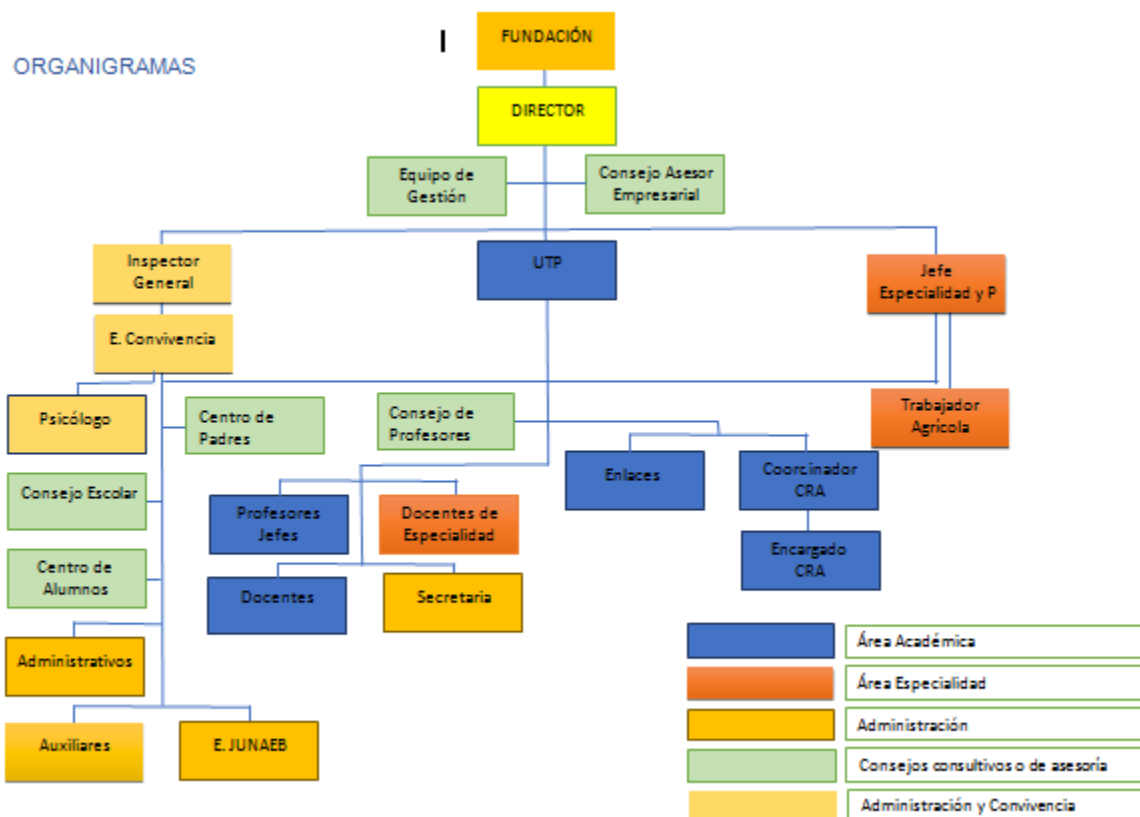 ORGANIGRAMAS
I
FUNDACIÓN
DIRECTOR
Equipo de
Gestión
Consejo Asesor
Empresarial
Inspector
General
UTP
Jefe
Especialidad y P
E. Convivencia
Psicólogo
Centro de
Padres
Consejo de
Profesores
Trabajador
Agrícola
Enlaces
Coorcinador
CRA
Consejo Escolar
Profesores
Jefes
Docentes de
Especialidad
Encargado
CRA
Centro de
Alumnos
Docentes
Secretaria
Administrativos
Auxiliares
E. JUNAEB
Área Académica
Área Especialidad
Administración
Consejos consultivos o de asesoría
Administración y Convivencia